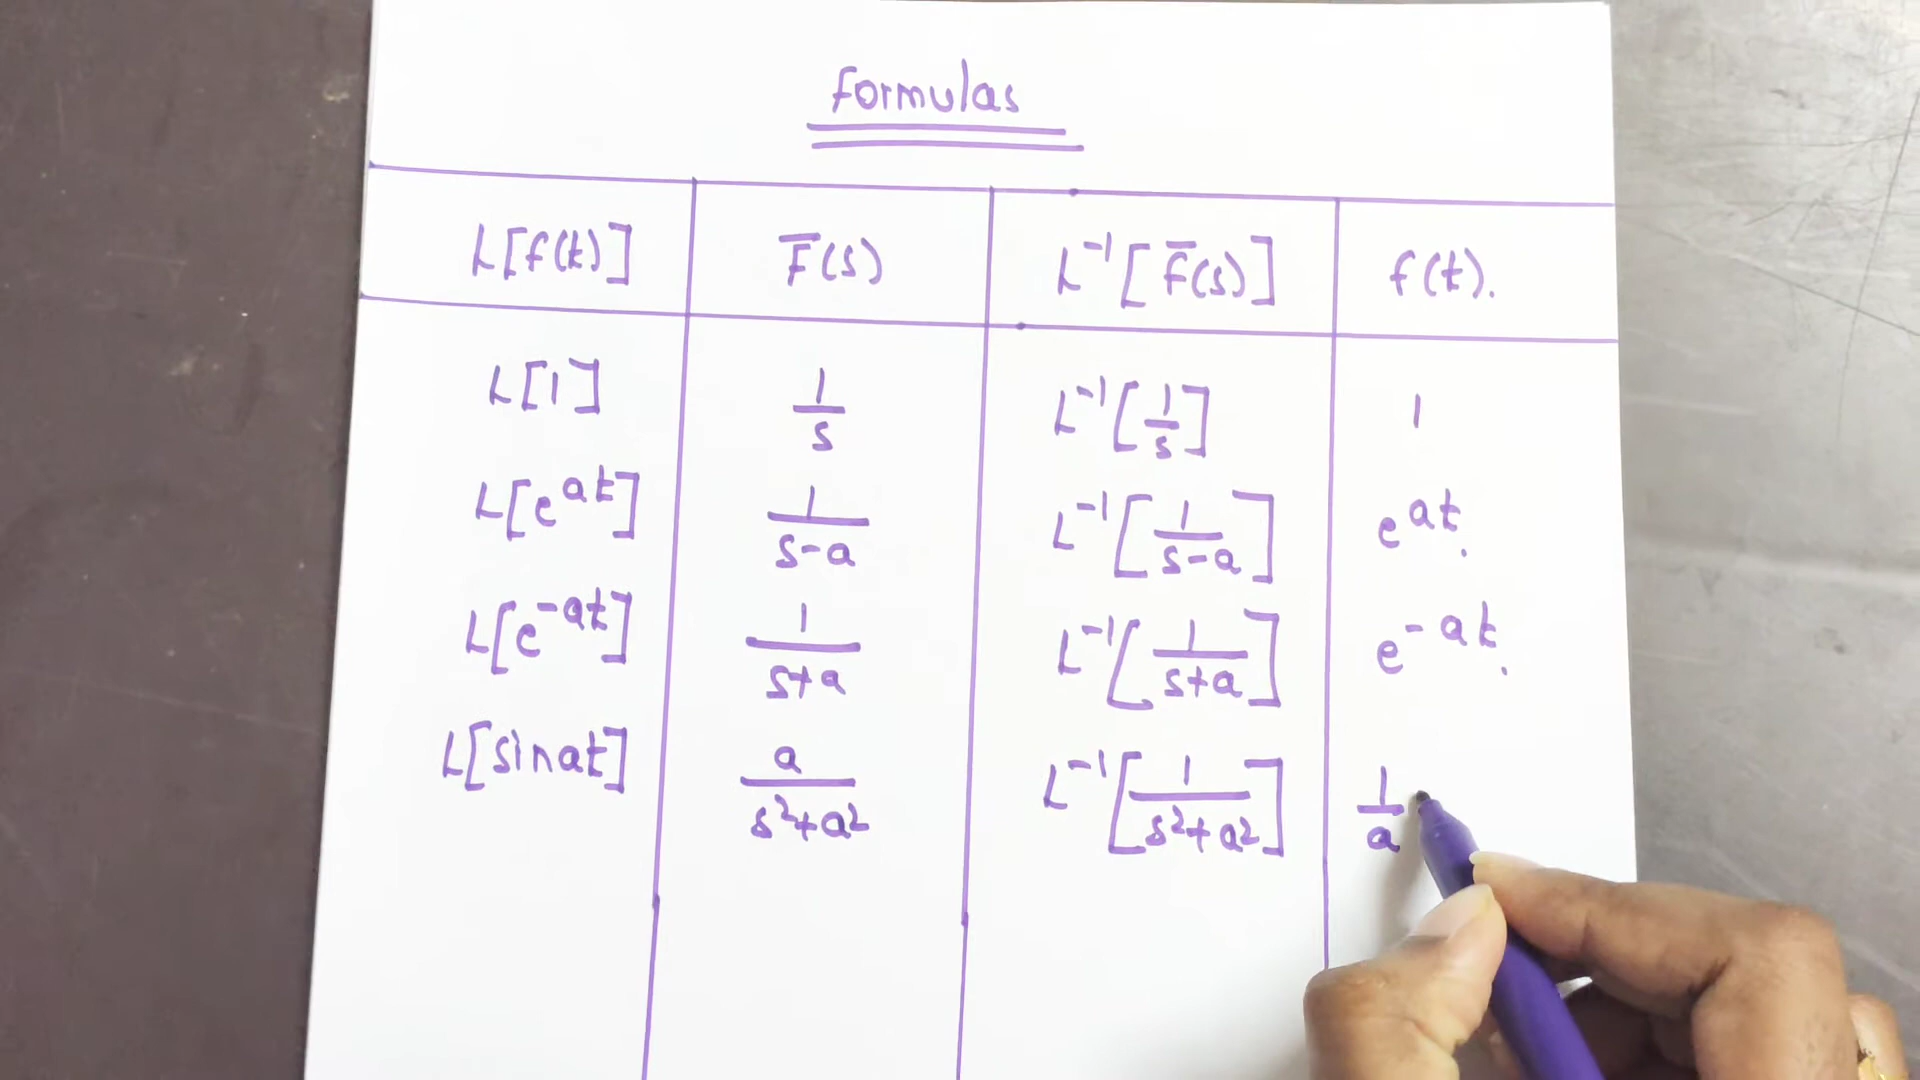 Formulas
L[f(t)] F̅(s) L⁻¹[F̅(s)] f(t).
L[1] 1/s L⁻¹[1/s] 1
L[e^at] 1/(s-a) L⁻¹[1/(s-a)] e^at.
L[e^-at] 1/(s+a) L⁻¹[1/(s+a)] e^-at.
L[sinat] a/(s²+a²) L⁻¹[1/(s²+a²)] 1/a